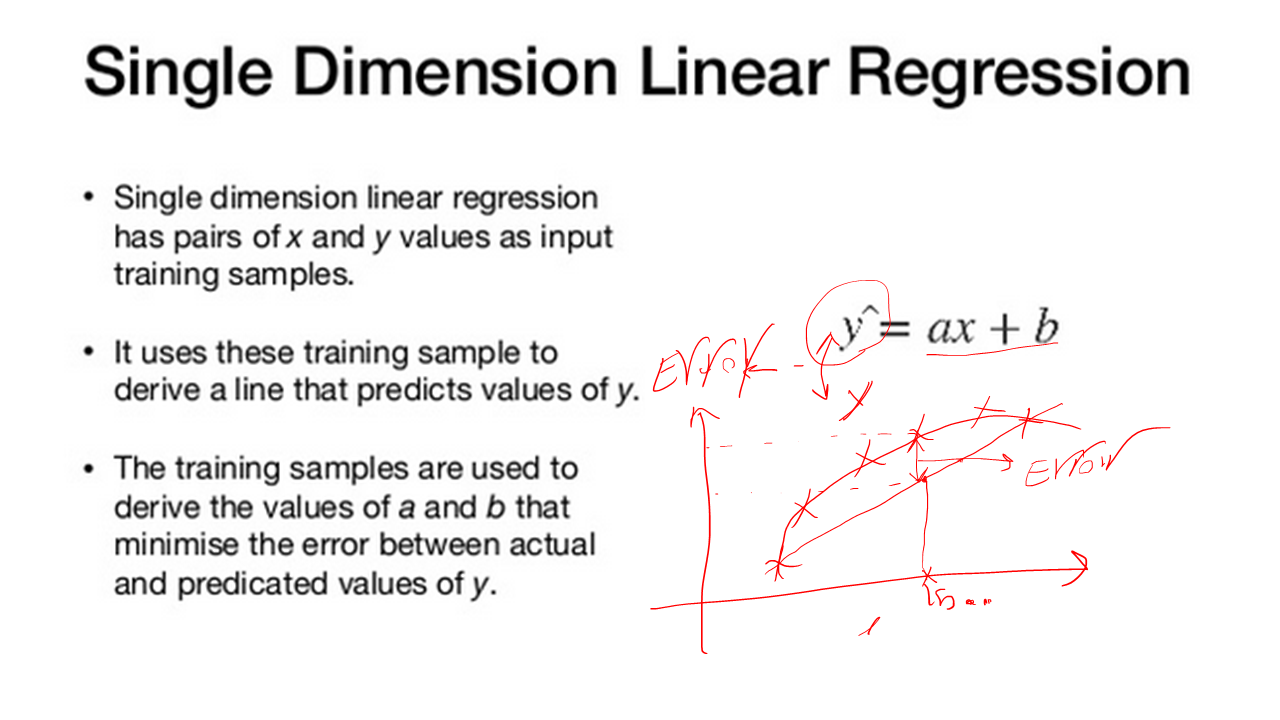 Single Dimension Linear Regression
• Single dimension linear regression
has pairs of x and y values as input
training samples.
• It uses these training sample to
derive a line that predicts values of y.
• The training samples are used to
derive the values of a and b that
minimise the error between actual
and predicated values of y.
y^= ax + b
Error
y
Error